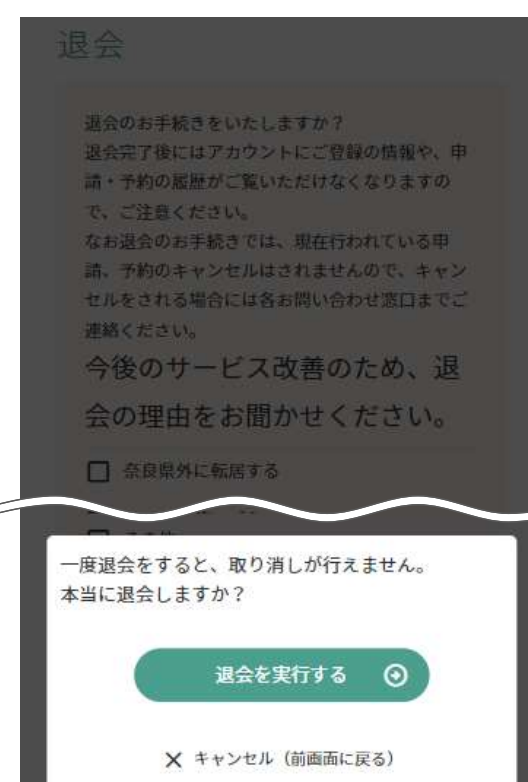 退会
退会のお手続きをいたしますか？
退会完了後にはアカウントにご登録の情報や、申
請・予約の履歴がご覧いただけなくなりますの
で、ご注意ください。
なお退会のお手続きでは、現在行われている申
請、予約のキャンセルはされませんので、キャン
セルをされる場合には各お問い合わせ窓口までご
連絡ください。
今後のサービス改善のため、退
会の理由をお聞かせください。
奈良県外に転居する
一度退会をすると、取り消しが行えません。
本当に退会しますか？
退会を実行する
キャンセル（前画面に戻る）